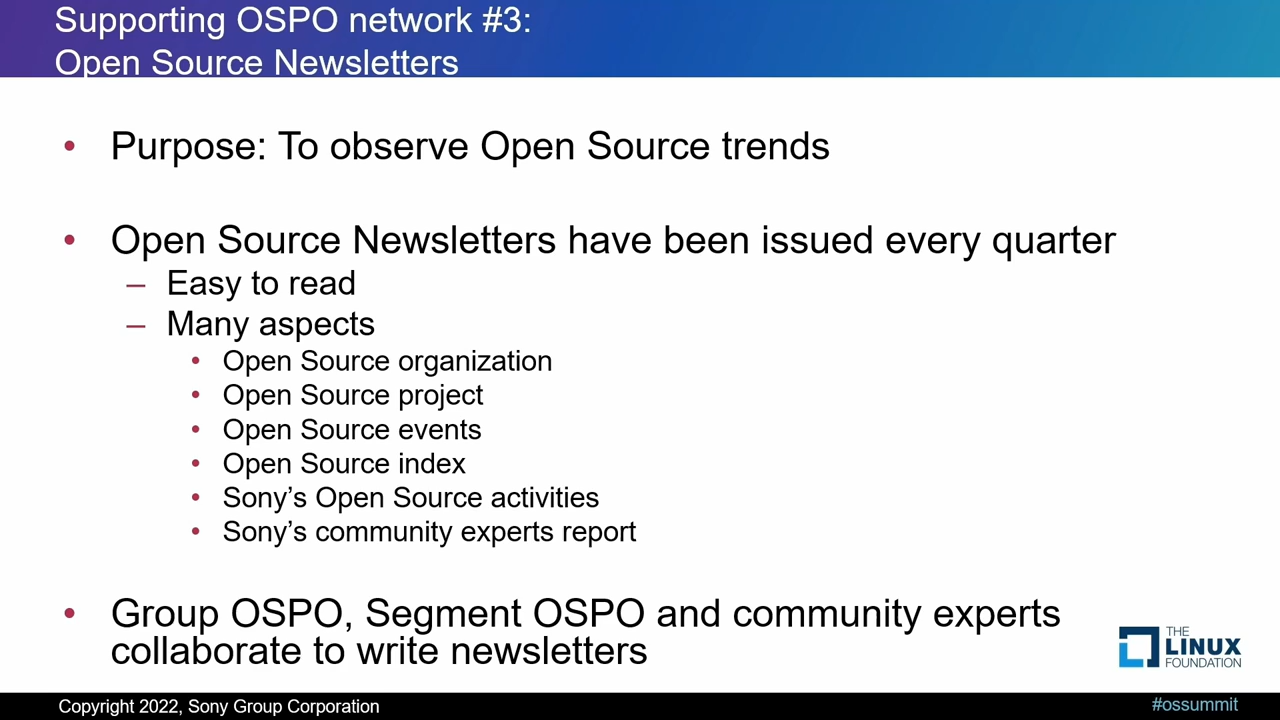 Supporting OSPO network #3:
Open Source Newsletters
• Purpose: To observe Open Source trends
• Open Source Newsletters have been issued every quarter
– Easy to read
– Many aspects
• Open Source organization
• Open Source project
• Open Source events
• Open Source index
• Sony’s Open Source activities
• Sony’s community experts report
• Group OSPO, Segment OSPO and community experts
collaborate to write newsletters
THE
LINUX
FOUNDATION
Copyright 2022, Sony Group Corporation
#ossummit